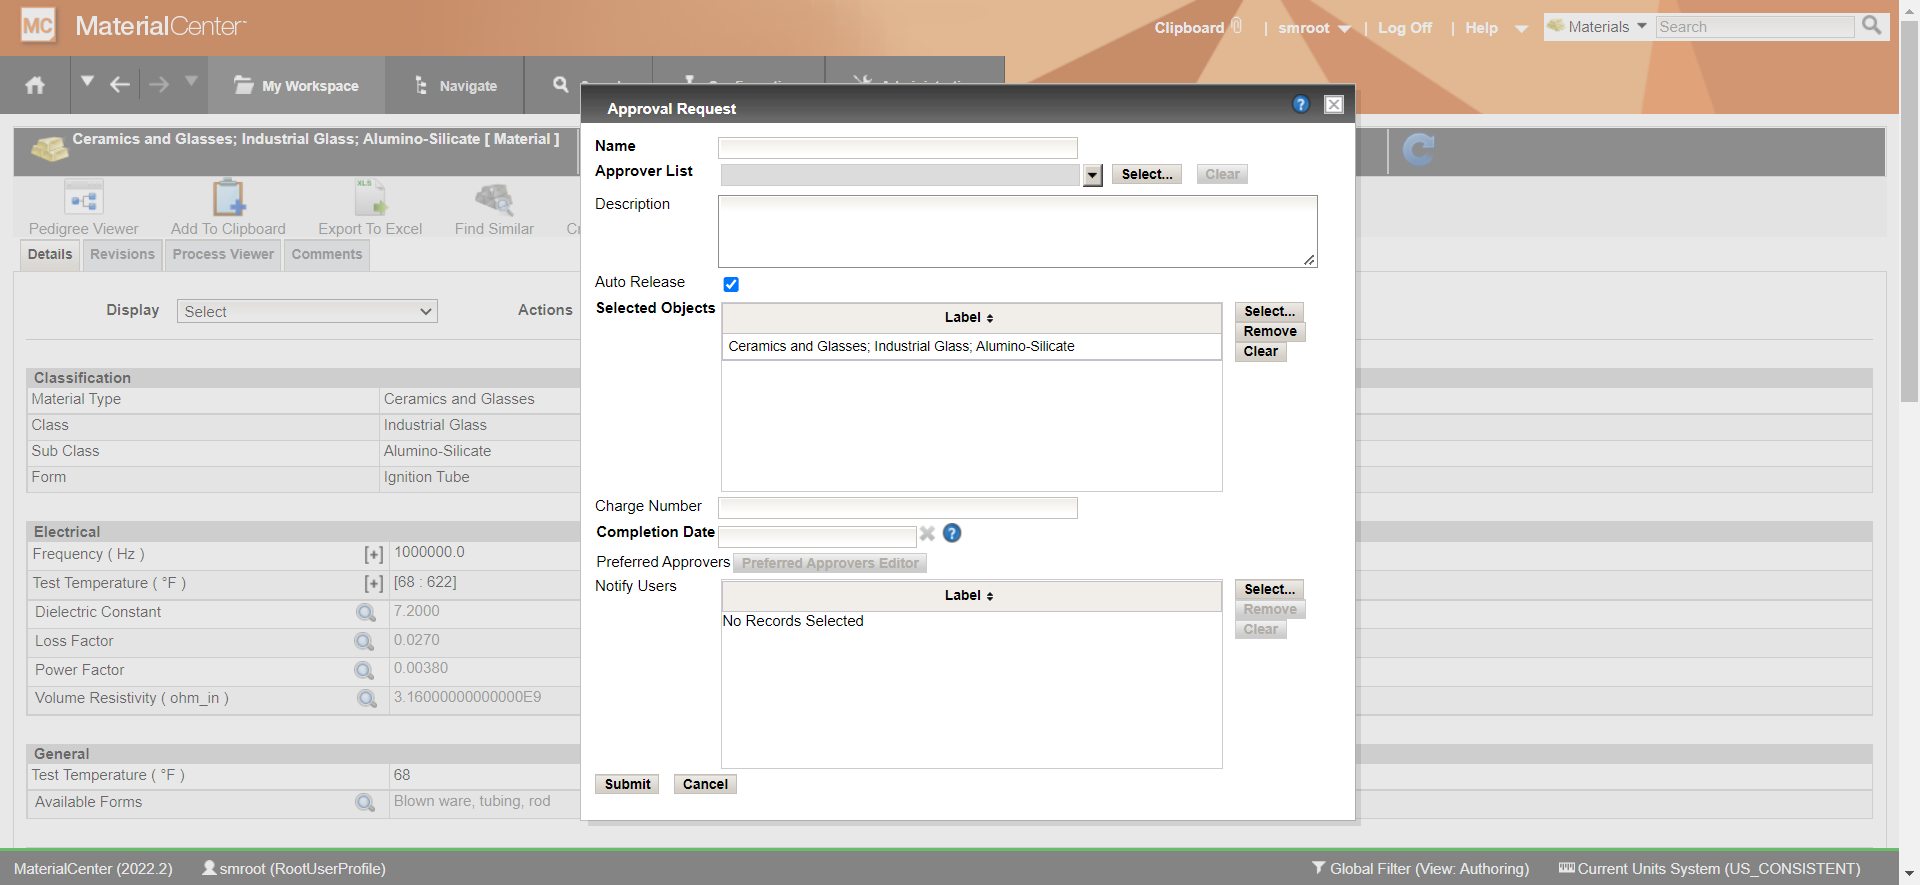 MC MaterialCenter
Clipboard | smroot | Log Off | Help
Materials Search
My Workspace Navigate
Approval Request ?
Ceramics and Glasses; Industrial Glass; Alumino-Silicate [ Material ]
XLS
Pedigree Viewer Add To Clipboard Export To Excel Find Similar
Details Revisions Process Viewer Comments
Display Select Actions
Classification
Material Type Ceramics and Glasses
Class Industrial Glass
Sub Class Alumino-Silicate
Form Ignition Tube
Electrical
Frequency ( Hz ) [+] 1000000.0
Test Temperature ( °F ) [+] [68 : 622]
Dielectric Constant 7.2000
Loss Factor 0.0270
Power Factor 0.00380
Volume Resistivity ( ohm_in ) 3.16000000000000E9
General
Test Temperature ( °F ) 68
Available Forms Blown ware, tubing, rod
Name
Approver List Select... Clear
Description
Auto Release
Selected Objects Label Select...
Remove
Ceramics and Glasses; Industrial Glass; Alumino-Silicate Clear
Charge Number
Completion Date ?
Preferred Approvers Preferred Approvers Editor
Notify Users Label Select...
Remove
No Records Selected Clear
Submit Cancel
MaterialCenter (2022.2) smroot (RootUserProfile) Global Filter (View: Authoring) Current Units System (US_CONSISTENT)